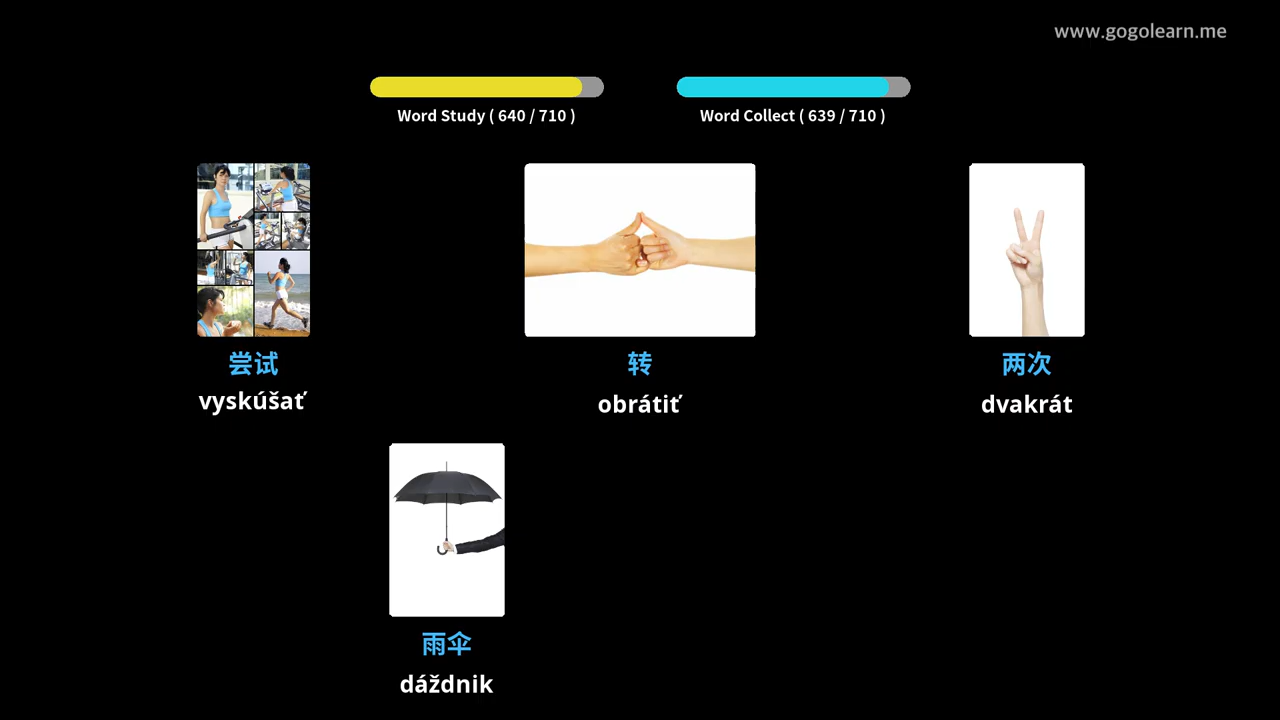 www.gogolearn.me
Word Study ( 640 / 710 )
Word Collect ( 639 / 710 )
尝试
vyskúšať
转
obrátiť
两次
dvakrát
雨伞
dáždnik